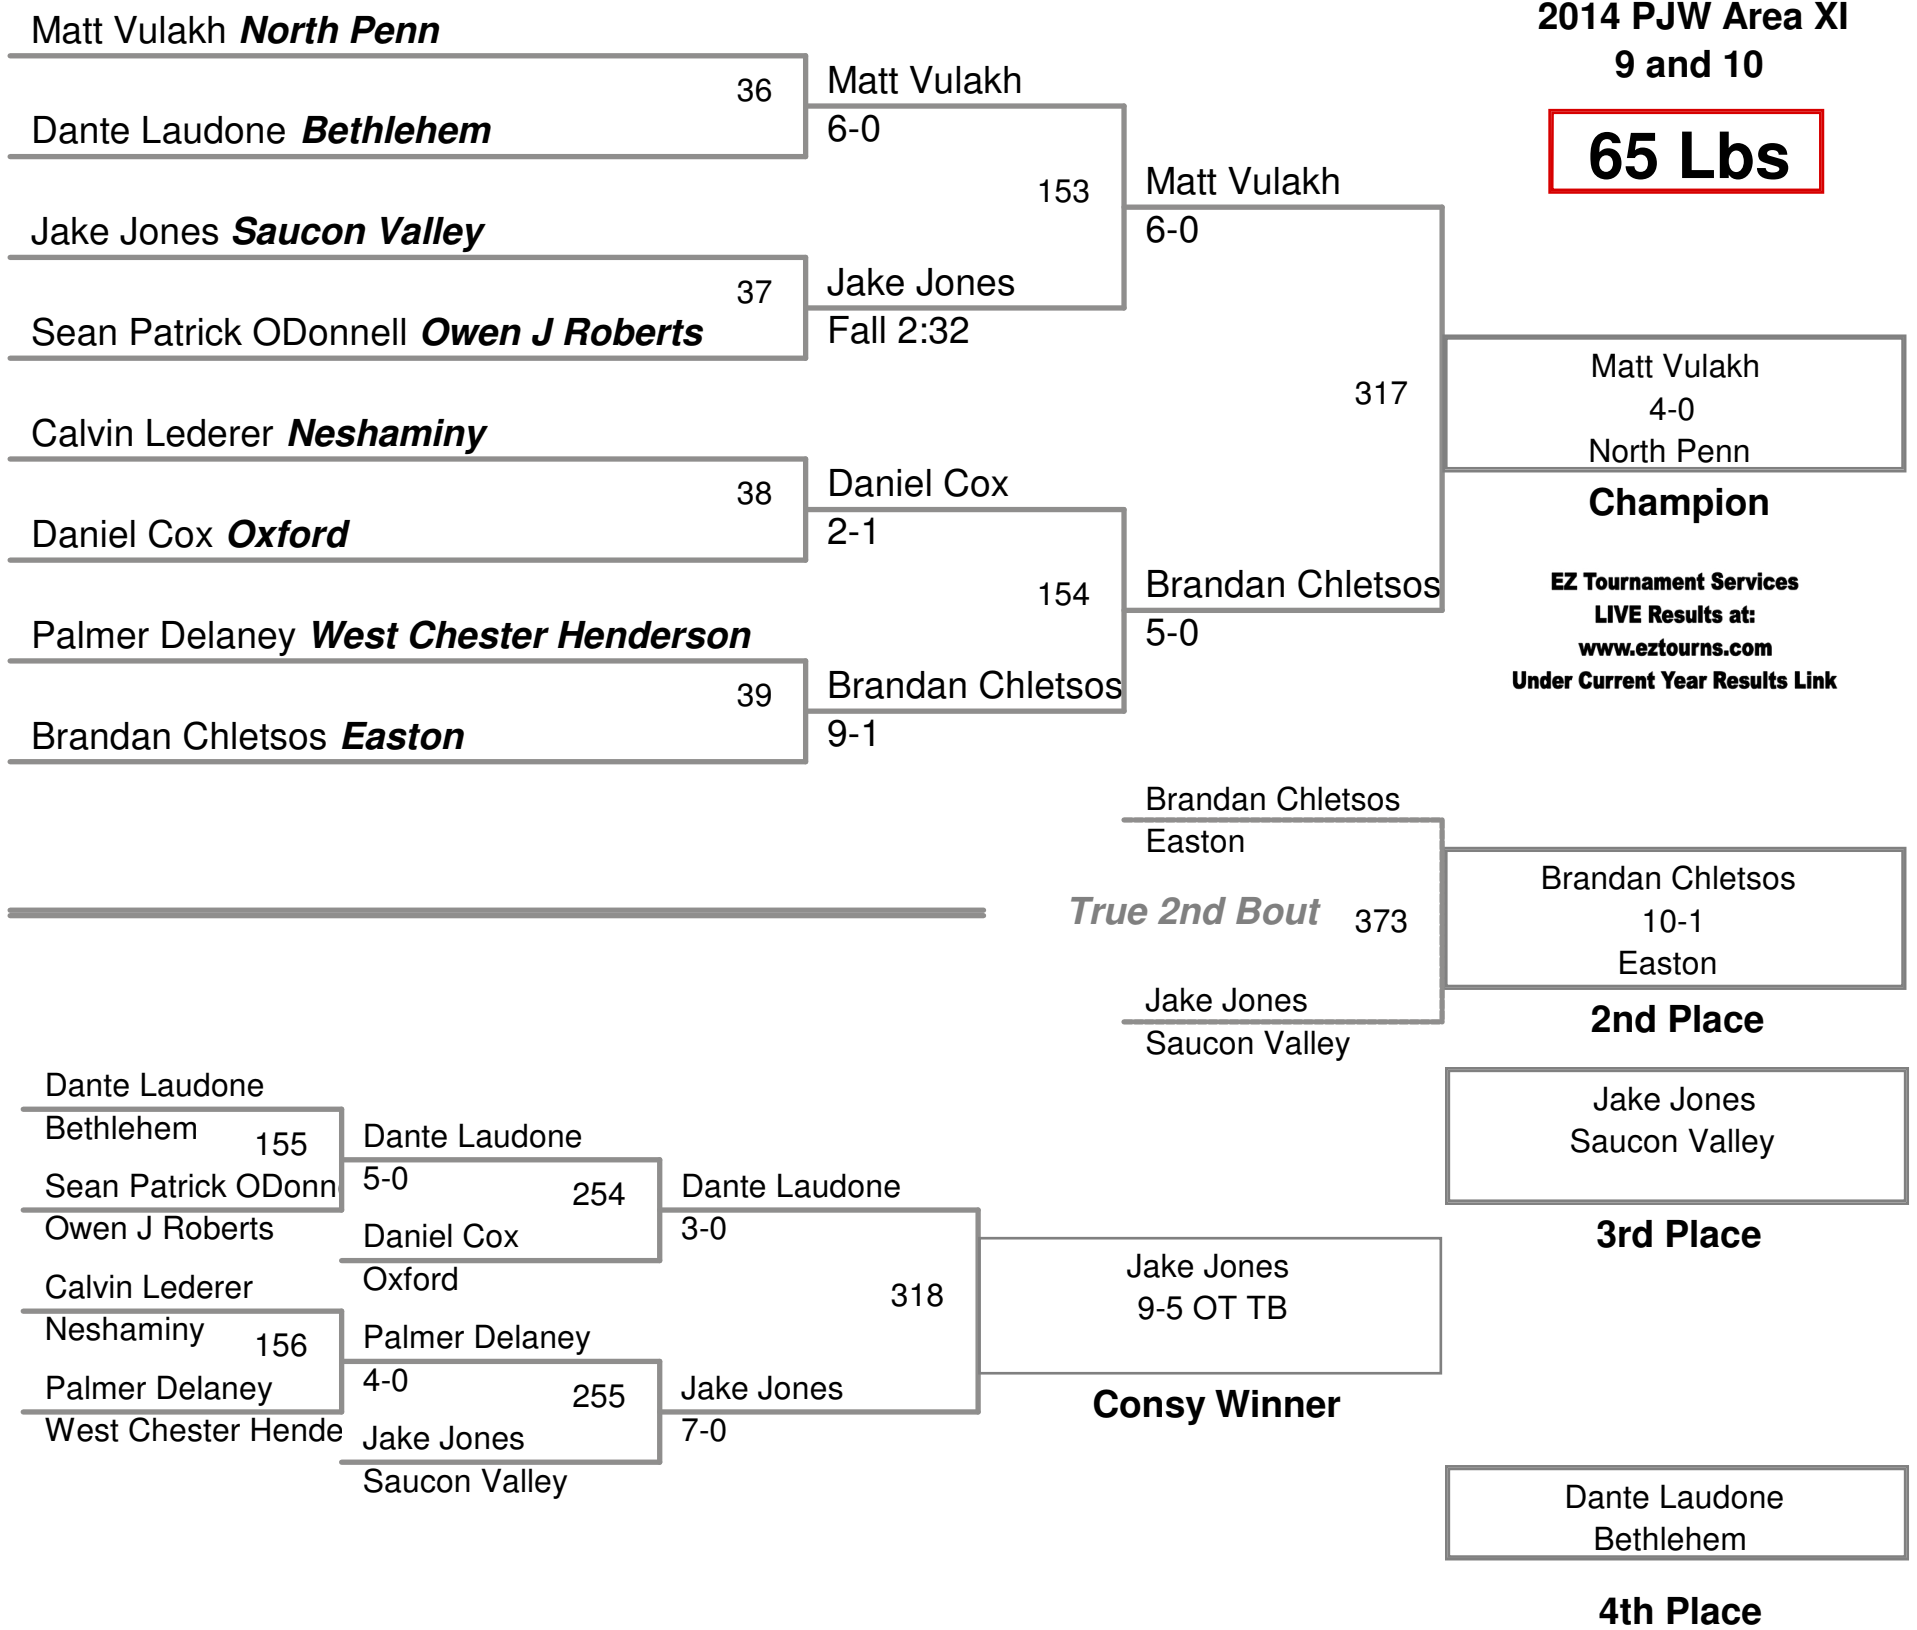 2014 PJW Area XI
9 and 10
65 Lbs
Matt Vulakh North Penn
36
Dante Laudone Bethlehem
Matt Vulakh
6-0
153
Jake Jones Saucon Valley
37
Sean Patrick ODonnell Owen J Roberts
Jake Jones
Fall 2:32
Matt Vulakh
6-0
317
Calvin Lederer Neshaminy
38
Daniel Cox Oxford
Daniel Cox
2-1
154
Palmer Delaney West Chester Henderson
39
Brandan Chletsos Easton
Brandan Chletsos
9-1
Brandan Chletsos
5-0
Matt Vulakh
4-0
North Penn
Champion
EZ Tournament Services
LIVE Results at:
www.eztourns.com
Under Current Year Results Link
Brandan Chletsos
Easton
True 2nd Bout 373
Jake Jones
Saucon Valley
Brandan Chletsos
10-1
Easton
2nd Place
Jake Jones
Saucon Valley
3rd Place
Dante Laudone
Bethlehem
155
Sean Patrick ODonn
Owen J Roberts
Dante Laudone
5-0
254
Daniel Cox
Oxford
Calvin Lederer
Neshaminy
156
Palmer Delaney
West Chester Hende
Palmer Delaney
4-0
255
Jake Jones
Saucon Valley
Dante Laudone
3-0
318
Jake Jones
7-0
Jake Jones
9-5 OT TB
Consy Winner
Dante Laudone
Bethlehem
4th Place